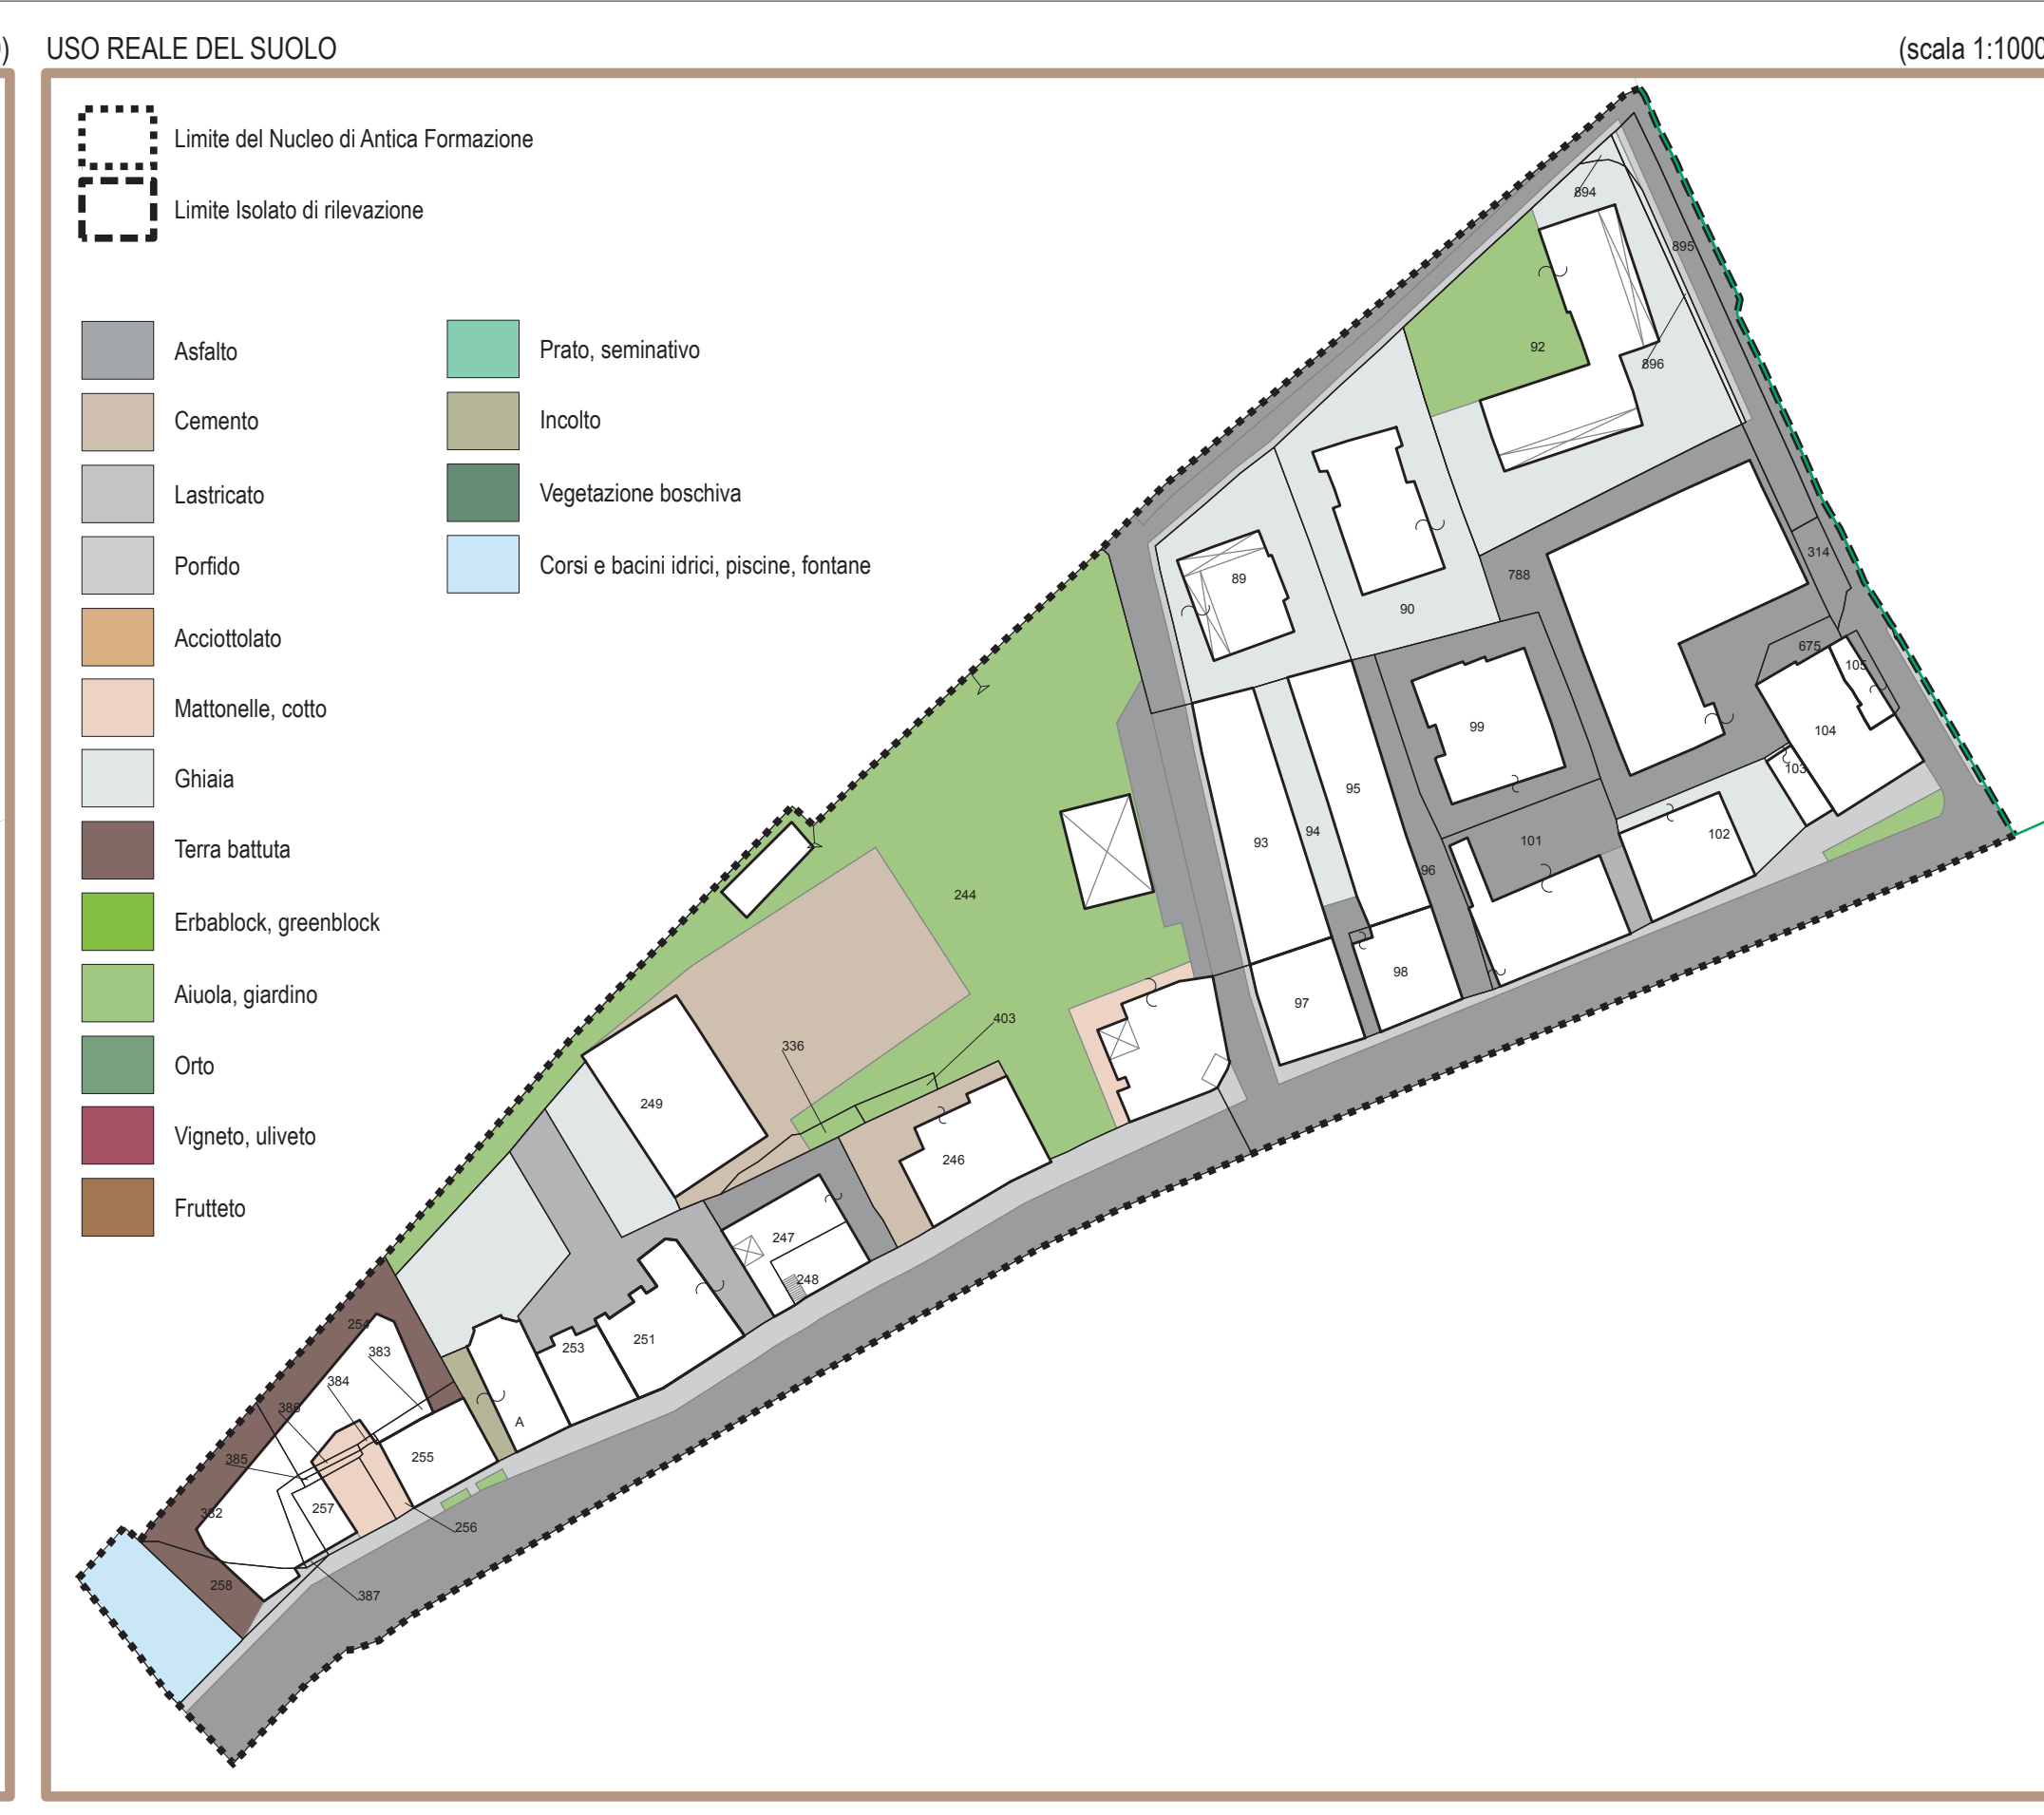 )
USO REALE DEL SUOLO
(scala 1:1000
Limite del Nucleo di Antica Formazione
Limite Isolato di rilevazione
Asfalto
Cemento
Lastricato
Porfido
Acciottolato
Mattonelle, cotto
Ghiaia
Terra battuta
Erbablock, greenblock
Aiuola, giardino
Orto
Vigneto, uliveto
Frutteto
Prato, seminativo
Incolto
Vegetazione boschiva
Corsi e bacini idrici, piscine, fontane
894
895
92
896
314
788
89
90
675
105
99
104
103
95
94
93
102
101
96
244
98
97
403
336
249
246
247
248
251
253
254
383
384
386
A
385
255
382
257
256
258
387